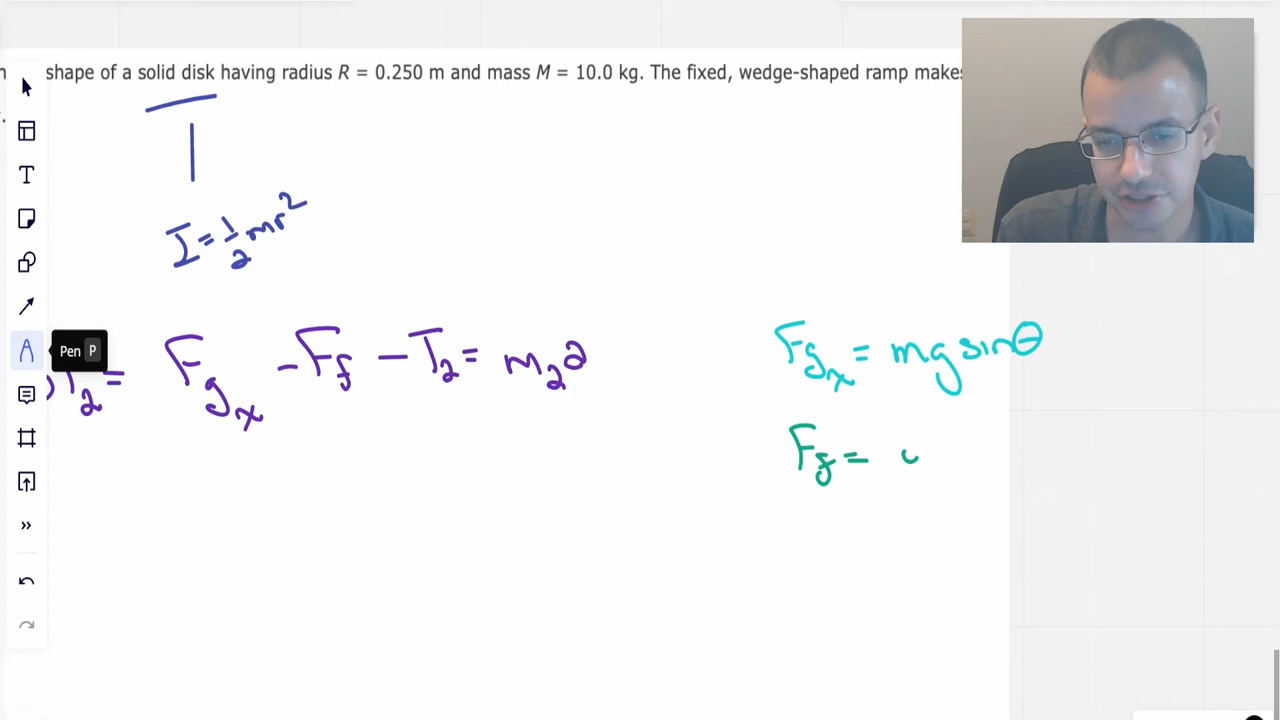 shape of a solid disk having radius R = 0.250 m and mass M = 10.0 kg. The fixed, wedge-shaped ramp makes
T
I = 1/2 mr²
T₂ = F_gx - F_f - T₂ = m₂a
F_gx = mg sinθ
F_f =
T
Pen P